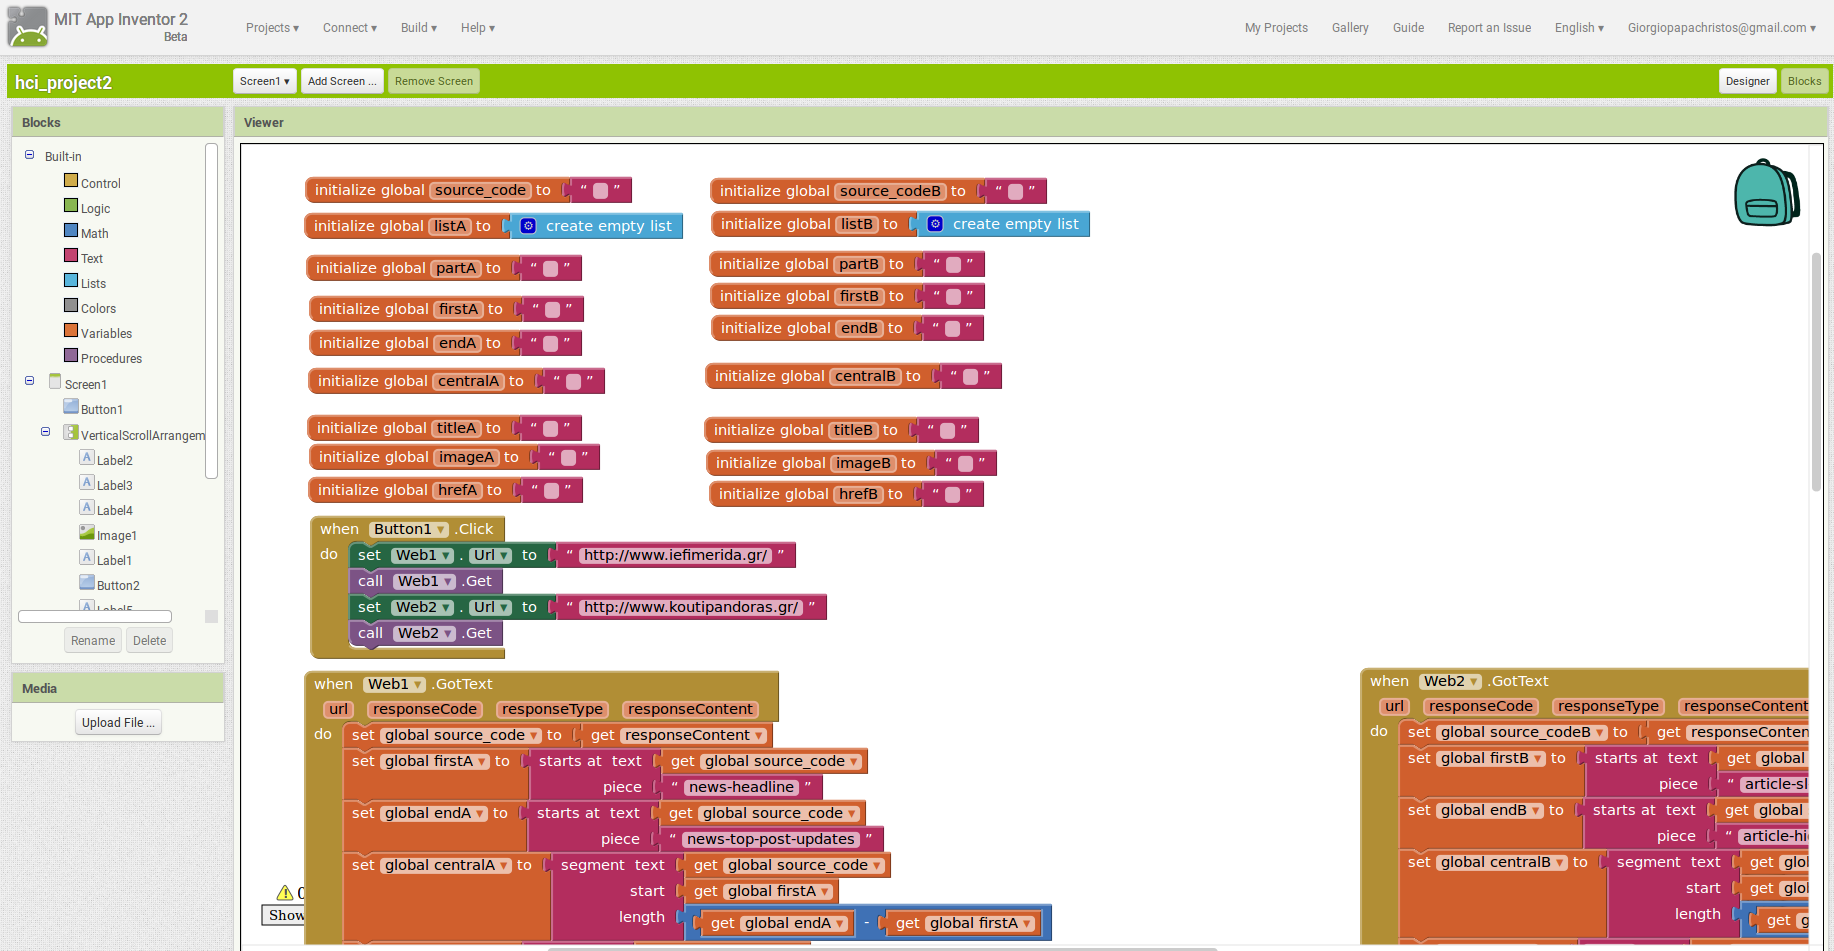 MIT App Inventor 2
Beta
Projects ▾ Connect ▾ Build ▾ Help ▾ My Projects Gallery Guide Report an Issue English ▾ Giorgiopapachristos@gmail.com ▾
hci_project2 Screen1 ▾ Add Screen ... Remove Screen Designer Blocks
Blocks
Built-in
Control
Logic
Math
Text
Lists
Colors
Variables
Procedures
Screen1
Button1
VerticalScrollArrangem
Label2
Label3
Label4
Image1
Label1
Button2
Label5
Rename Delete
Media
Upload File ...
Viewer
initialize global source_code to “ ”
initialize global listA to create empty list
initialize global partA to “ ”
initialize global firstA to “ ”
initialize global endA to “ ”
initialize global centralA to “ ”
initialize global titleA to “ ”
initialize global imageA to “ ”
initialize global hrefA to “ ”
initialize global source_codeB to “ ”
initialize global listB to create empty list
initialize global partB to “ ”
initialize global firstB to “ ”
initialize global endB to “ ”
initialize global centralB to “ ”
initialize global titleB to “ ”
initialize global imageB to “ ”
initialize global hrefB to “ ”
when Button1 ▾ .Click
do set Web1 ▾ . Url ▾ to “ http://www.iefimerida.gr/ ”
call Web1 ▾ .Get
set Web2 ▾ . Url ▾ to “ http://www.koutipandoras.gr/ ”
call Web2 ▾ .Get
when Web1 ▾ .GotText
url responseCode responseType responseContent
do set global source_code ▾ to get responseContent ▾
set global firstA ▾ to starts at text get global source_code ▾
piece “ news-headline ”
set global endA ▾ to starts at text get global source_code ▾
piece “ news-top-post-updates ”
set global centralA ▾ to segment text get global source_code ▾
start get global firstA ▾
length get global endA ▾ - get global firstA ▾
when Web2 ▾ .GotText
url responseCode responseType responseContent
do set global source_codeB ▾ to get responseConten
set global firstB ▾ to starts at text get global
piece “ article-sl
set global endB ▾ to starts at text get global
piece “ article-hi
set global centralB ▾ to segment text get glo
start get glo
length get g
0
Show